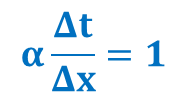 α Δt/Δx = 1